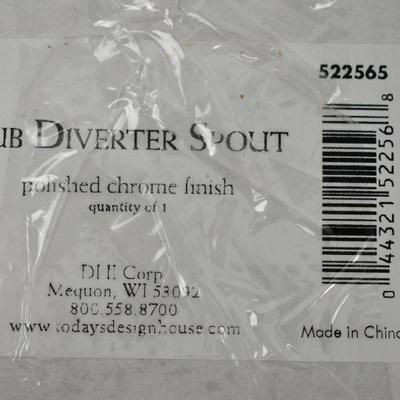 522565
UB DIVERTER SPOUT
polished chrome finish
quantity of 1
DHI Corp
Mequon, WI 53092
800.558.8700
www.todaysdesignhouse.com
Made in China
0 44321 52256 8